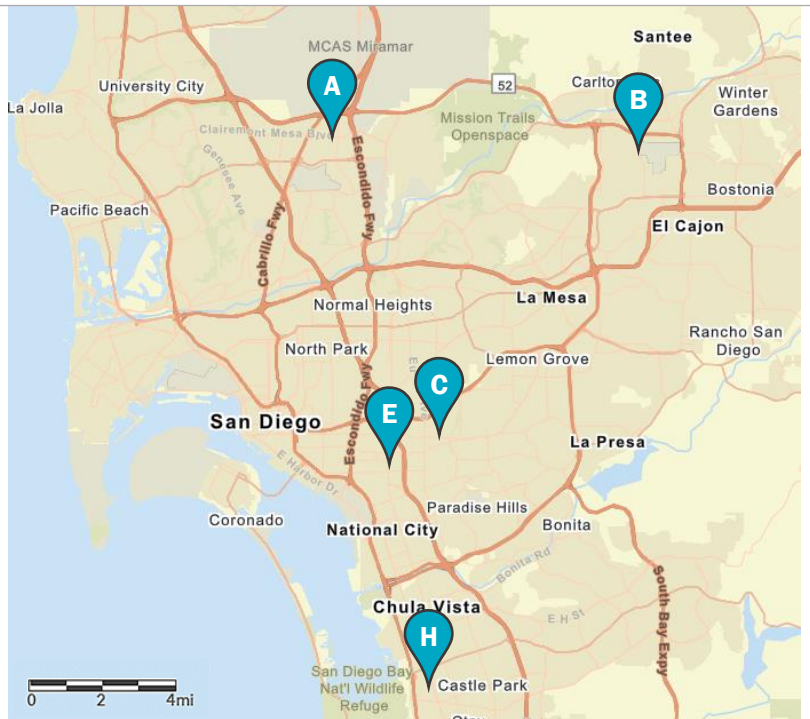 MCAS Miramar
Santee
A
University City
52
B
Winter
Gardens
La Jolla
Mission Trails
Openspace
Clairemont Mesa
Genesee Ave
Escondido Fwy
Bostonia
Pacific Beach
Cabrillo Fwy
El Cajon
La Mesa
Normal Heights
Rancho San
Diego
North Park
Lemon Grove
C
E
San Diego
Escondido Fwy
La Presa
E Harbor Dr
Paradise Hills
Coronado
National City
Bonita
Bonita Rd
South Bay Expy
Chula Vista
E H St
H
San Diego Bay
Nat'l Wildlife
Refuge
Castle Park
0 2 4mi